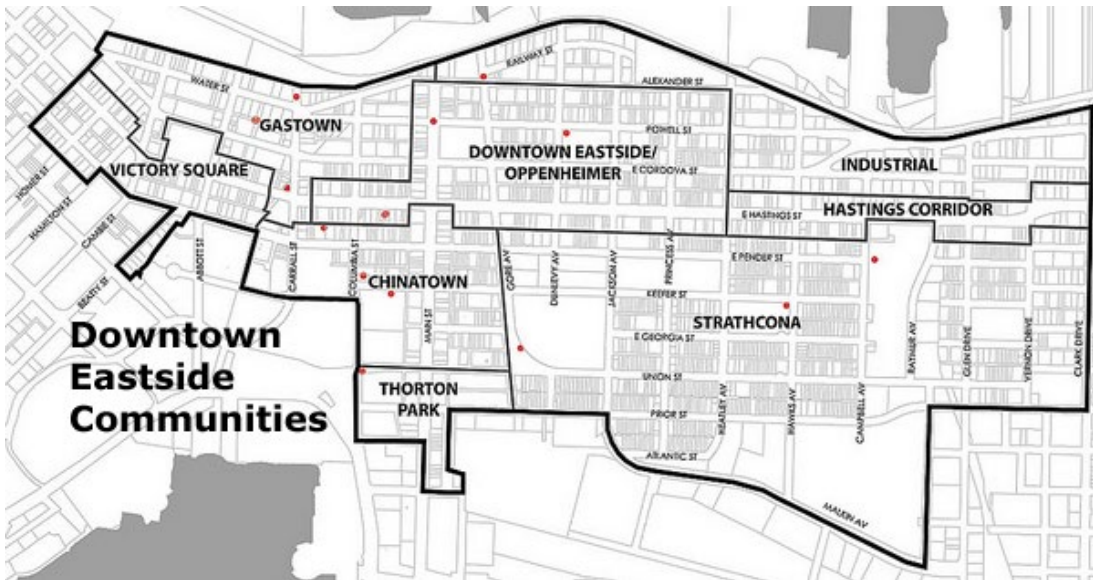 RAILWAY ST
ALEXANDER ST
WATER ST
GASTOWN
POWELL ST
DOWNTOWN EASTSIDE/
OPPENHEIMER
E CORDOVA ST
INDUSTRIAL
VICTORY SQUARE
HOMER ST
HAMILTON ST
CAMBIE ST
BEATY ST
ABBOTT ST
CARRALL ST
COLUMBIA ST
E HASTINGS ST
HASTINGS CORRIDOR
CHINATOWN
MAIN ST
GORE AV
DUNLEVY AV
JACKSON AV
PRINCESS AV
E PENDER ST
KEEFER ST
STRATHCONA
E GEORGIA ST
UNION ST
PRIOR ST
ATLANTIC ST
HEATLEY AV
HAWKS AV
CAMPBELL AV
RAYMUR AV
GLEN DRIVE
VERNON DRIVE
CLARK DRIVE
MALKIN AV
THORTON
PARK
Downtown
Eastside
Communities